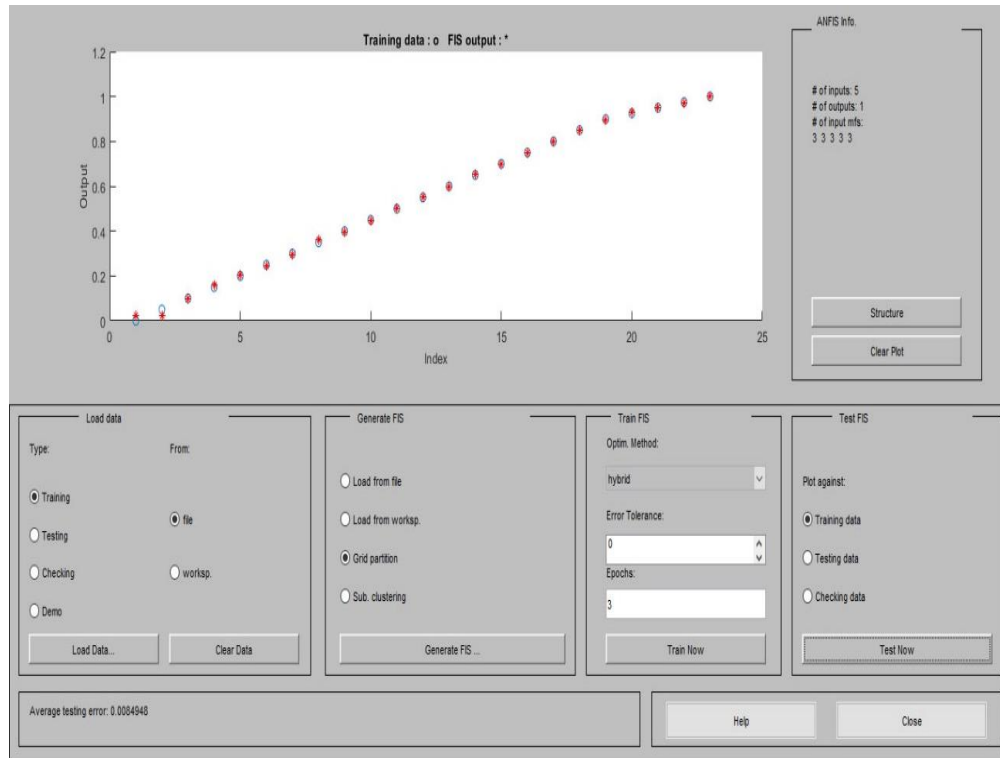 Training data : o FIS output : *
1.2
1
0.8
0.6
0.4
0.2
0
Output
0
5
10
15
20
25
Index
ANFIS Info.
# of inputs: 5
# of outputs: 1
# of input mfs:
3 3 3 3 3
Structure
Clear Plot
Load data
Type:
From:
Training
Testing
Checking
Demo
file
worksp.
Load Data...
Clear Data
Generate FIS
Load from file
Load from worksp.
Grid partition
Sub. clustering
Generate FIS ...
Train FIS
Optim. Method:
hybrid
Error Tolerance:
0
Epochs:
3
Train Now
Test FIS
Plot against:
Training data
Testing data
Checking data
Test Now
Average testing error: 0.0084948
Help
Close